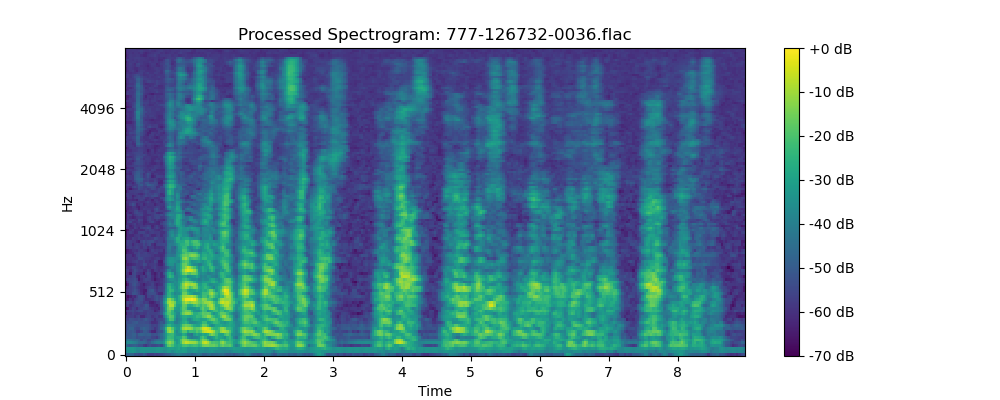 Processed Spectrogram: 777-126732-0036.flac
Hz
4096
2048
1024
512
0
0 1 2 3 4 5 6 7 8
Time
+0 dB
-10 dB
-20 dB
-30 dB
-40 dB
-50 dB
-60 dB
-70 dB